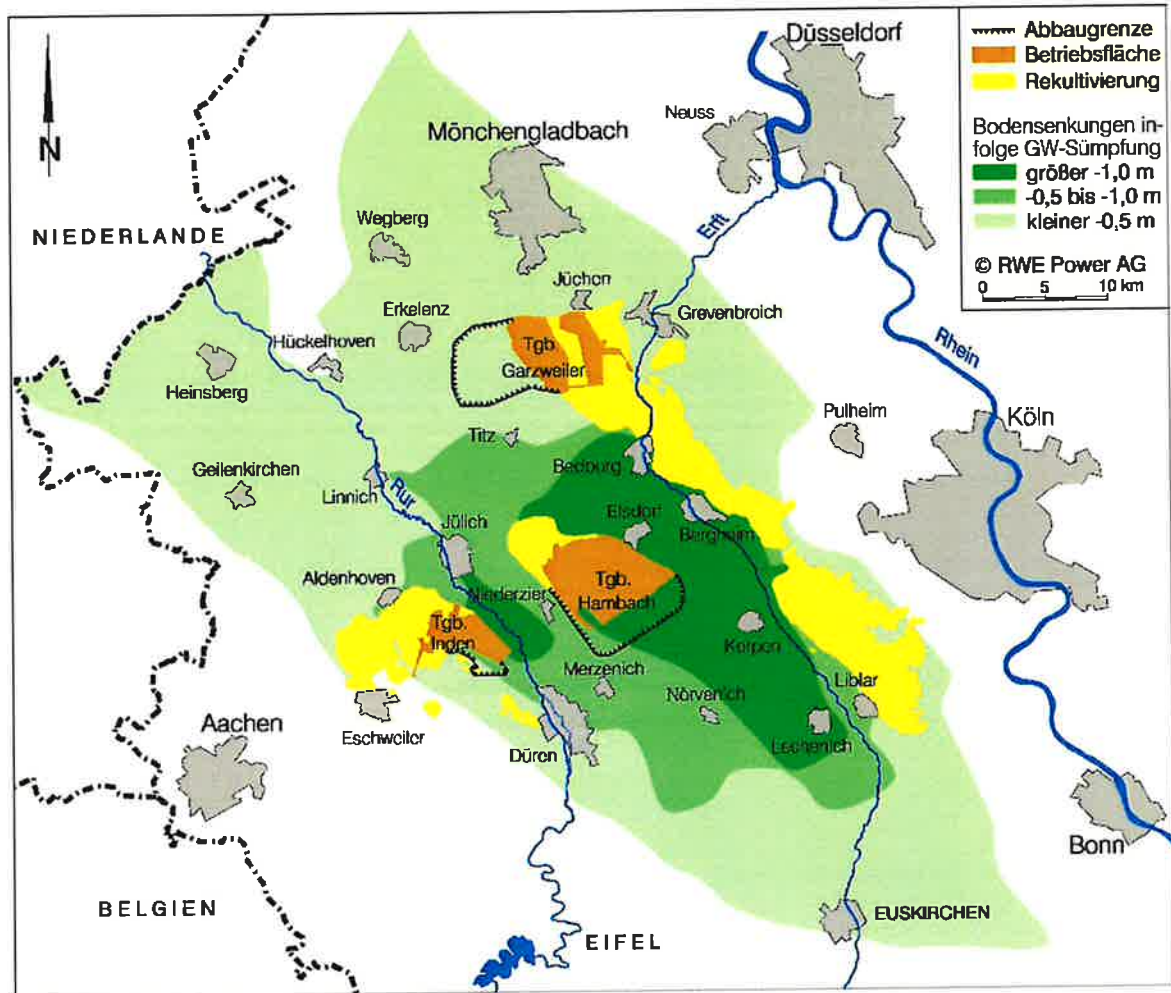 Düsseldorf
Abbaugrenze
Betriebsfläche
Rekultivierung
Bodensenkungen in-
folge GW-Sümpfung
größer -1,0 m
-0,5 bis -1,0 m
kleiner -0,5 m
© RWE Power AG
0 5 10 km
N
Neuss
Mönchengladbach
Wegberg
NIEDERLANDE
Erft
Jüchen
Erkelenz
Grevenbroich
Hückelhoven
Tgb
Garzweiler
Rhein
Heinsberg
Titz
Pulheim
Köln
Geilenkirchen
Bedburg
Linnich
Rur
Jülich
Elsdorf
Bergheim
Aldenhoven
Niederzier
Tgb.
Hambach
Tgb.
Inden
Kerpen
Merzenich
Nörvenich
Liblar
Aachen
Eschweiler
Düren
Lechenich
Bonn
BELGIEN
EIFEL
EUSKIRCHEN